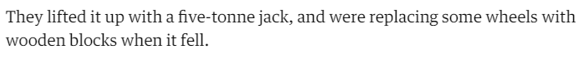 They lifted it up with a five-tonne jack, and were replacing some wheels with
wooden blocks when it fell.